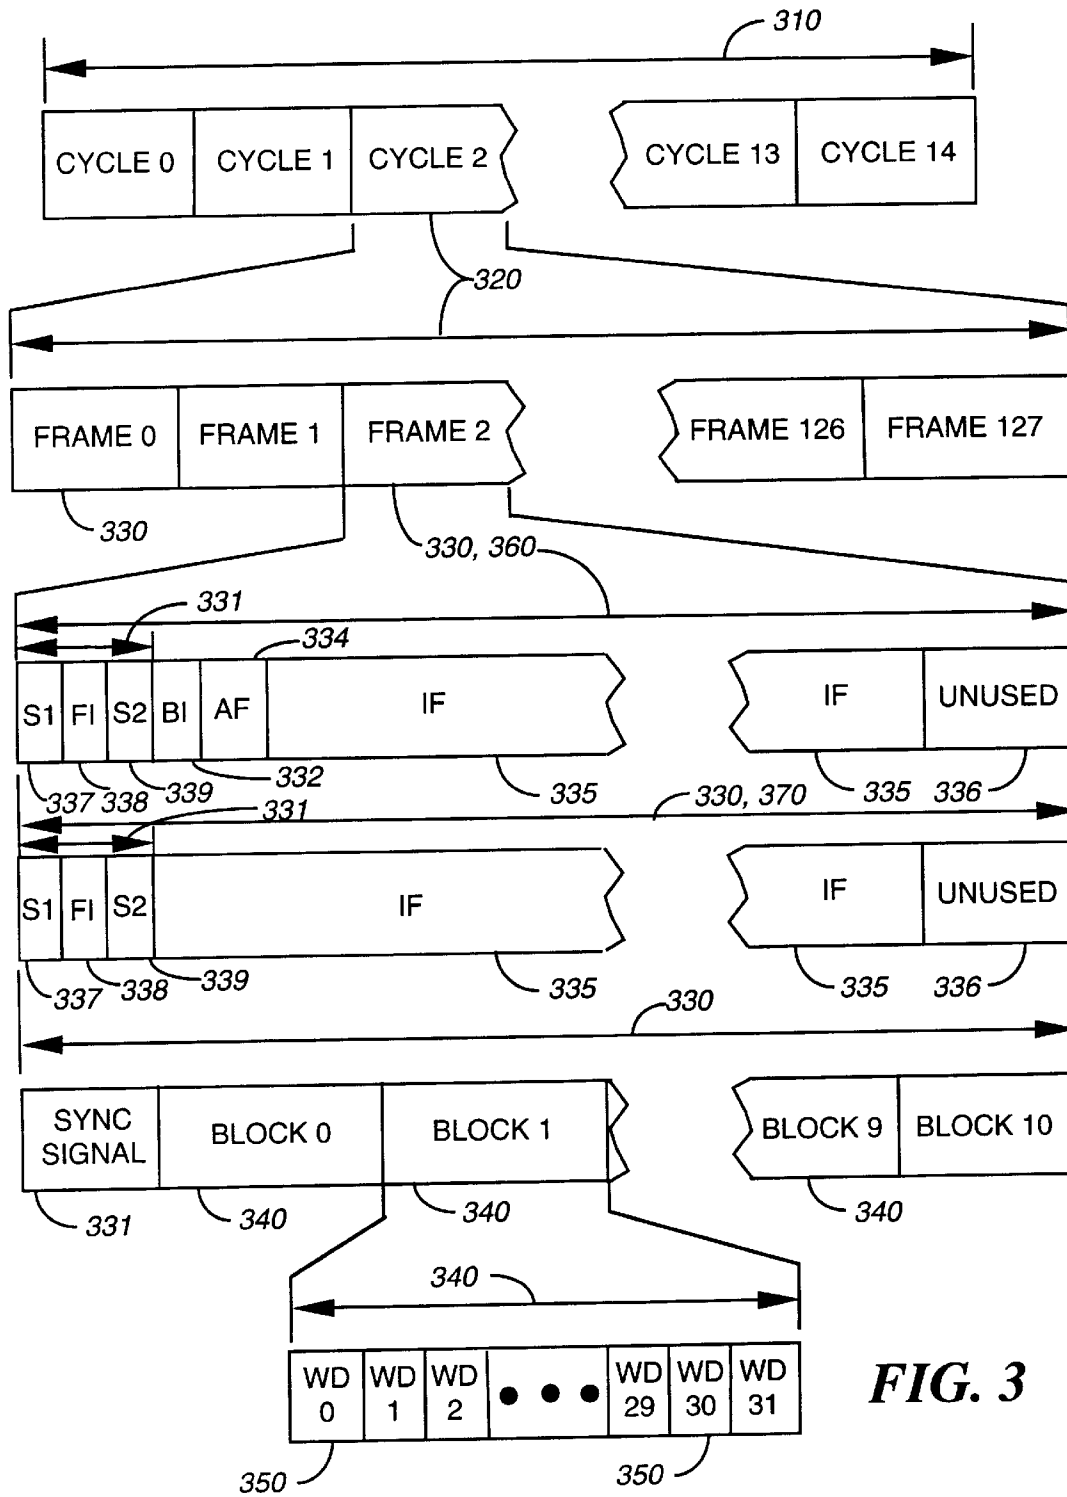 310
CYCLE 0 CYCLE 1 CYCLE 2 CYCLE 13 CYCLE 14
320
FRAME 0 FRAME 1 FRAME 2 FRAME 126 FRAME 127
330 330, 360
331 334
S1 FI S2 BI AF IF IF UNUSED
337 338 339 332 335 335 336
331 330, 370
S1 FI S2 IF IF UNUSED
337 338 339 335 335 336
330
SYNC
SIGNAL BLOCK 0 BLOCK 1 BLOCK 9 BLOCK 10
331 340 340 340
340
WD WD WD WD WD WD
0 1 2 29 30 31
FIG. 3
350 350